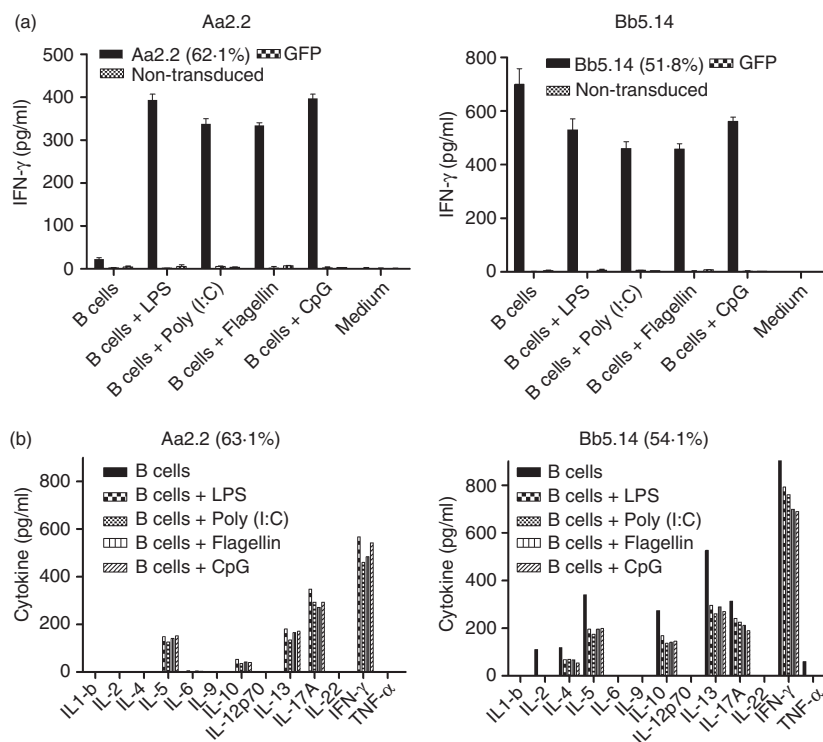 (a)
Aa2.2
500
400
300
200
100
0
IFN-γ (pg/ml)
Aa2.2 (62·1%) GFP
Non-transduced
B cells
B cells + LPS
B cells + Poly (I:C)
B cells + Flagellin
B cells + CpG
Medium
Bb5.14
800
600
400
200
0
IFN-γ (pg/ml)
Bb5.14 (51·8%) GFP
Non-transduced
B cells
B cells + LPS
B cells + Poly (I:C)
B cells + Flagellin
B cells + CpG
Medium
(b)
Aa2.2 (63·1%)
800
600
400
200
0
Cytokine (pg/ml)
B cells
B cells + LPS
B cells + Poly (I:C)
B cells + Flagellin
B cells + CpG
IL1-b
IL-2
IL-4
IL-5
IL-6
IL-9
IL-10
IL-12p70
IL-13
IL-17A
IL-22
IFN-γ
TNF-α
Bb5.14 (54·1%)
800
600
400
200
0
Cytokine (pg/ml)
B cells
B cells + LPS
B cells + Poly (I:C)
B cells + Flagellin
B cells + CpG
IL1-b
IL-2
IL-4
IL-5
IL-6
IL-9
IL-10
IL-12p70
IL-13
IL-17A
IL-22
IFN-γ
TNF-α